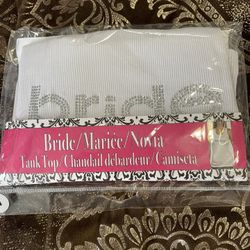 bride
Bride/Mariée/Novia
Tank Top/Chandail débardeur/Camiseta